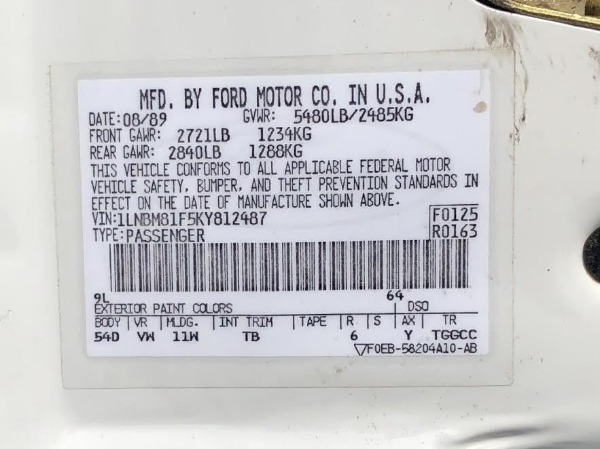 MFD. BY FORD MOTOR CO. IN U.S.A.
DATE: 08/89 GVWR: 5480LB/2485KG
FRONT GAWR: 2721LB 1234KG
REAR GAWR: 2840LB 1288KG
THIS VEHICLE CONFORMS TO ALL APPLICABLE FEDERAL MOTOR
VEHICLE SAFETY, BUMPER, AND THEFT PREVENTION STANDARDS IN
EFFECT ON THE DATE OF MANUFACTURE SHOWN ABOVE.
VIN: 1LNBM81F5KY812487 F0125
TYPE: PASSENGER R0163
9L 64
EXTERIOR PAINT COLORS DSO
BODY VR MLDG. INT TRIM TAPE R S AX TR
54D VW 11W TB 6 Y TGGCC
▽F0EB-58204A10-AB